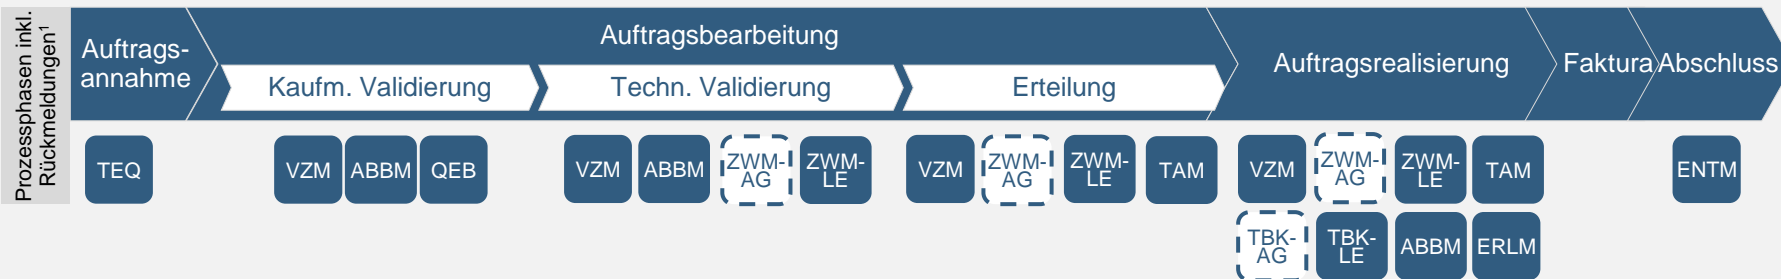 Prozessphasen inkl.
Rückmeldungen¹
Auftrags-
annahme
Auftragsbearbeitung
Kaufm. Validierung
Techn. Validierung
Erteilung
Auftragsrealisierung
Faktura
Abschluss
TEQ
VZM
ABBM
QEB
VZM
ABBM
ZWM-
AG
ZWM-
LE
VZM
ZWM-
AG
ZWM-
LE
TAM
VZM
ZWM-
AG
ZWM-
LE
TAM
TBK-
AG
TBK-
LE
ABBM
ERLM
ENTM